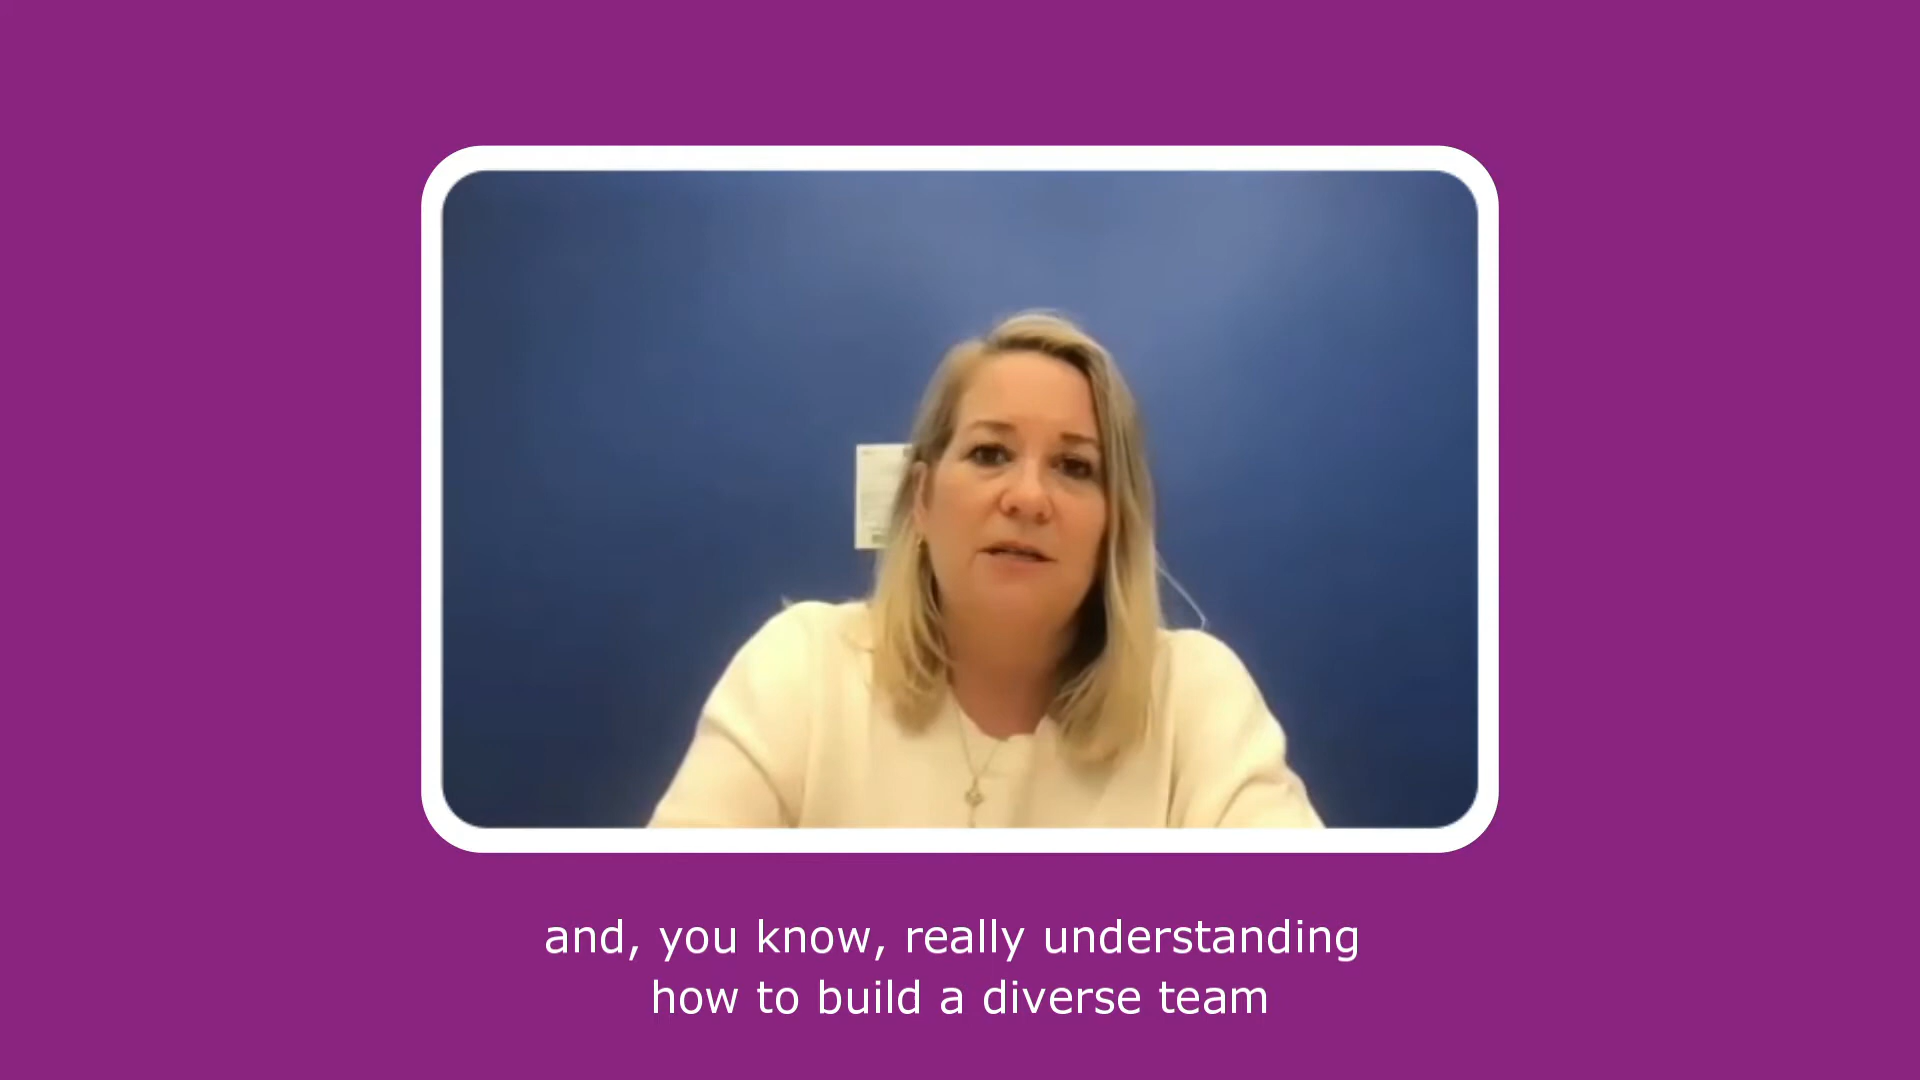 and, you know, really understanding
how to build a diverse team